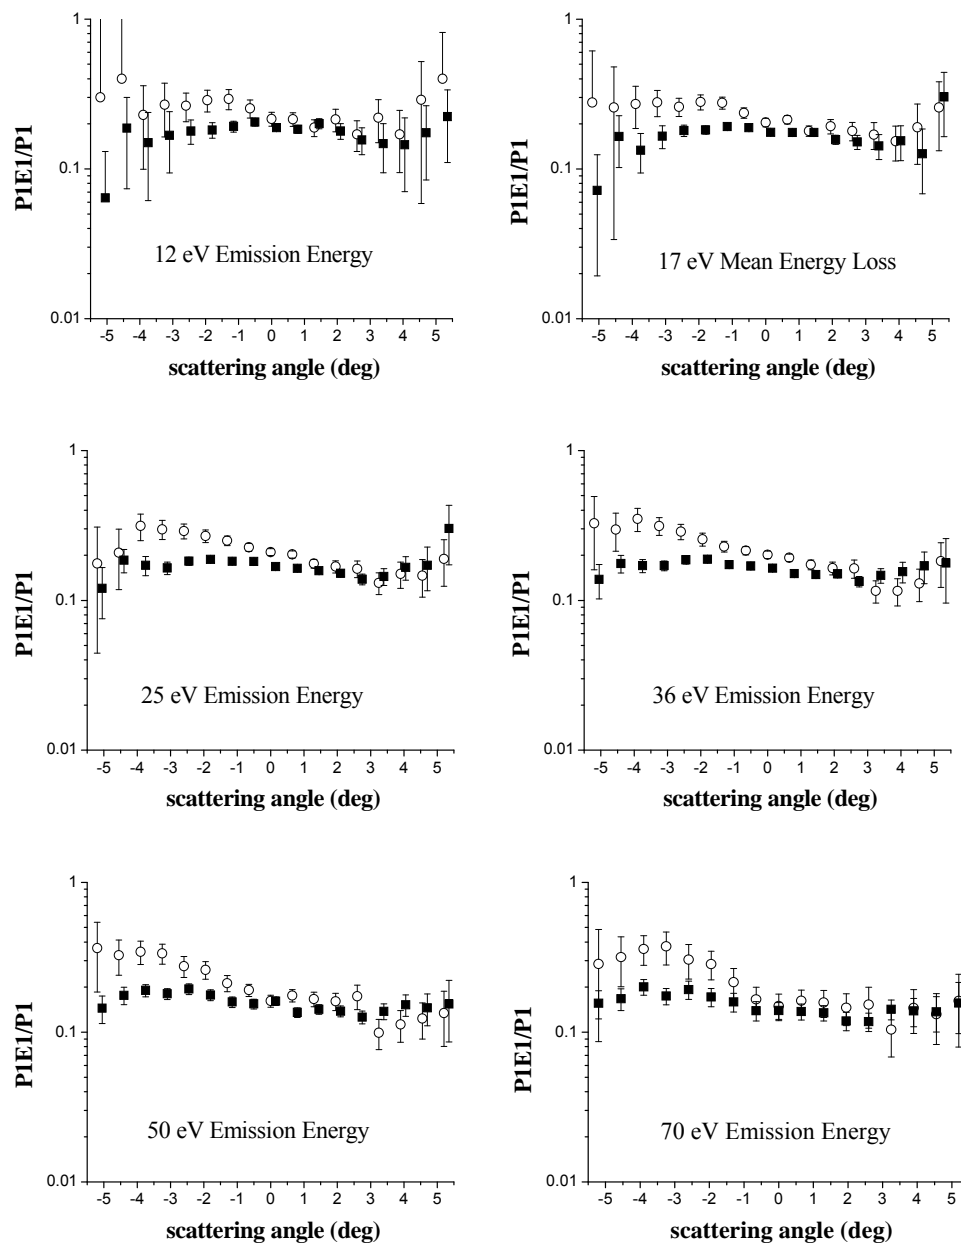 1
0.1
0.01
P1E1/P1
12 eV Emission Energy
-5 -4 -3 -2 -1 0 1 2 3 4 5
scattering angle (deg)
1
0.1
0.01
P1E1/P1
17 eV Mean Energy Loss
-5 -4 -3 -2 -1 0 1 2 3 4 5
scattering angle (deg)
1
0.1
0.01
P1E1/P1
25 eV Emission Energy
-5 -4 -3 -2 -1 0 1 2 3 4 5
scattering angle (deg)
1
0.1
0.01
P1E1/P1
36 eV Emission Energy
-5 -4 -3 -2 -1 0 1 2 3 4 5
scattering angle (deg)
1
0.1
0.01
P1E1/P1
50 eV Emission Energy
-5 -4 -3 -2 -1 0 1 2 3 4 5
scattering angle (deg)
1
0.1
0.01
P1E1/P1
70 eV Emission Energy
-5 -4 -3 -2 -1 0 1 2 3 4 5
scattering angle (deg)